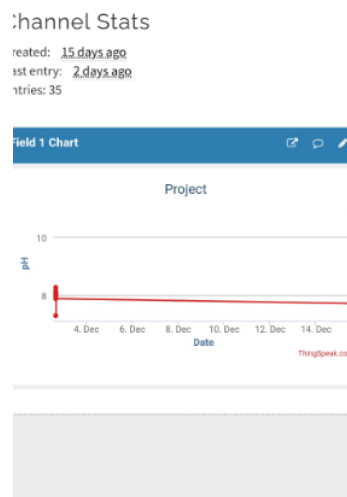 Channel Stats
reated: 15 days ago
ast entry: 2 days ago
ntries: 35
Field 1 Chart
Project
10
pH
8
4. Dec 6. Dec 8. Dec 10. Dec 12. Dec 14. Dec
Date
ThingSpeak.co